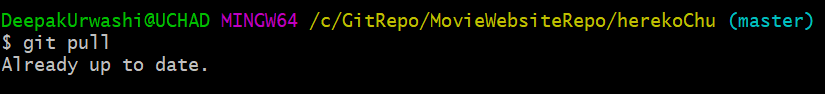 DeepakUrwashi@UCHAD MINGW64 /c/GitRepo/MovieWebsiteRepo/herekoChu (master)
$ git pull
Already up to date.